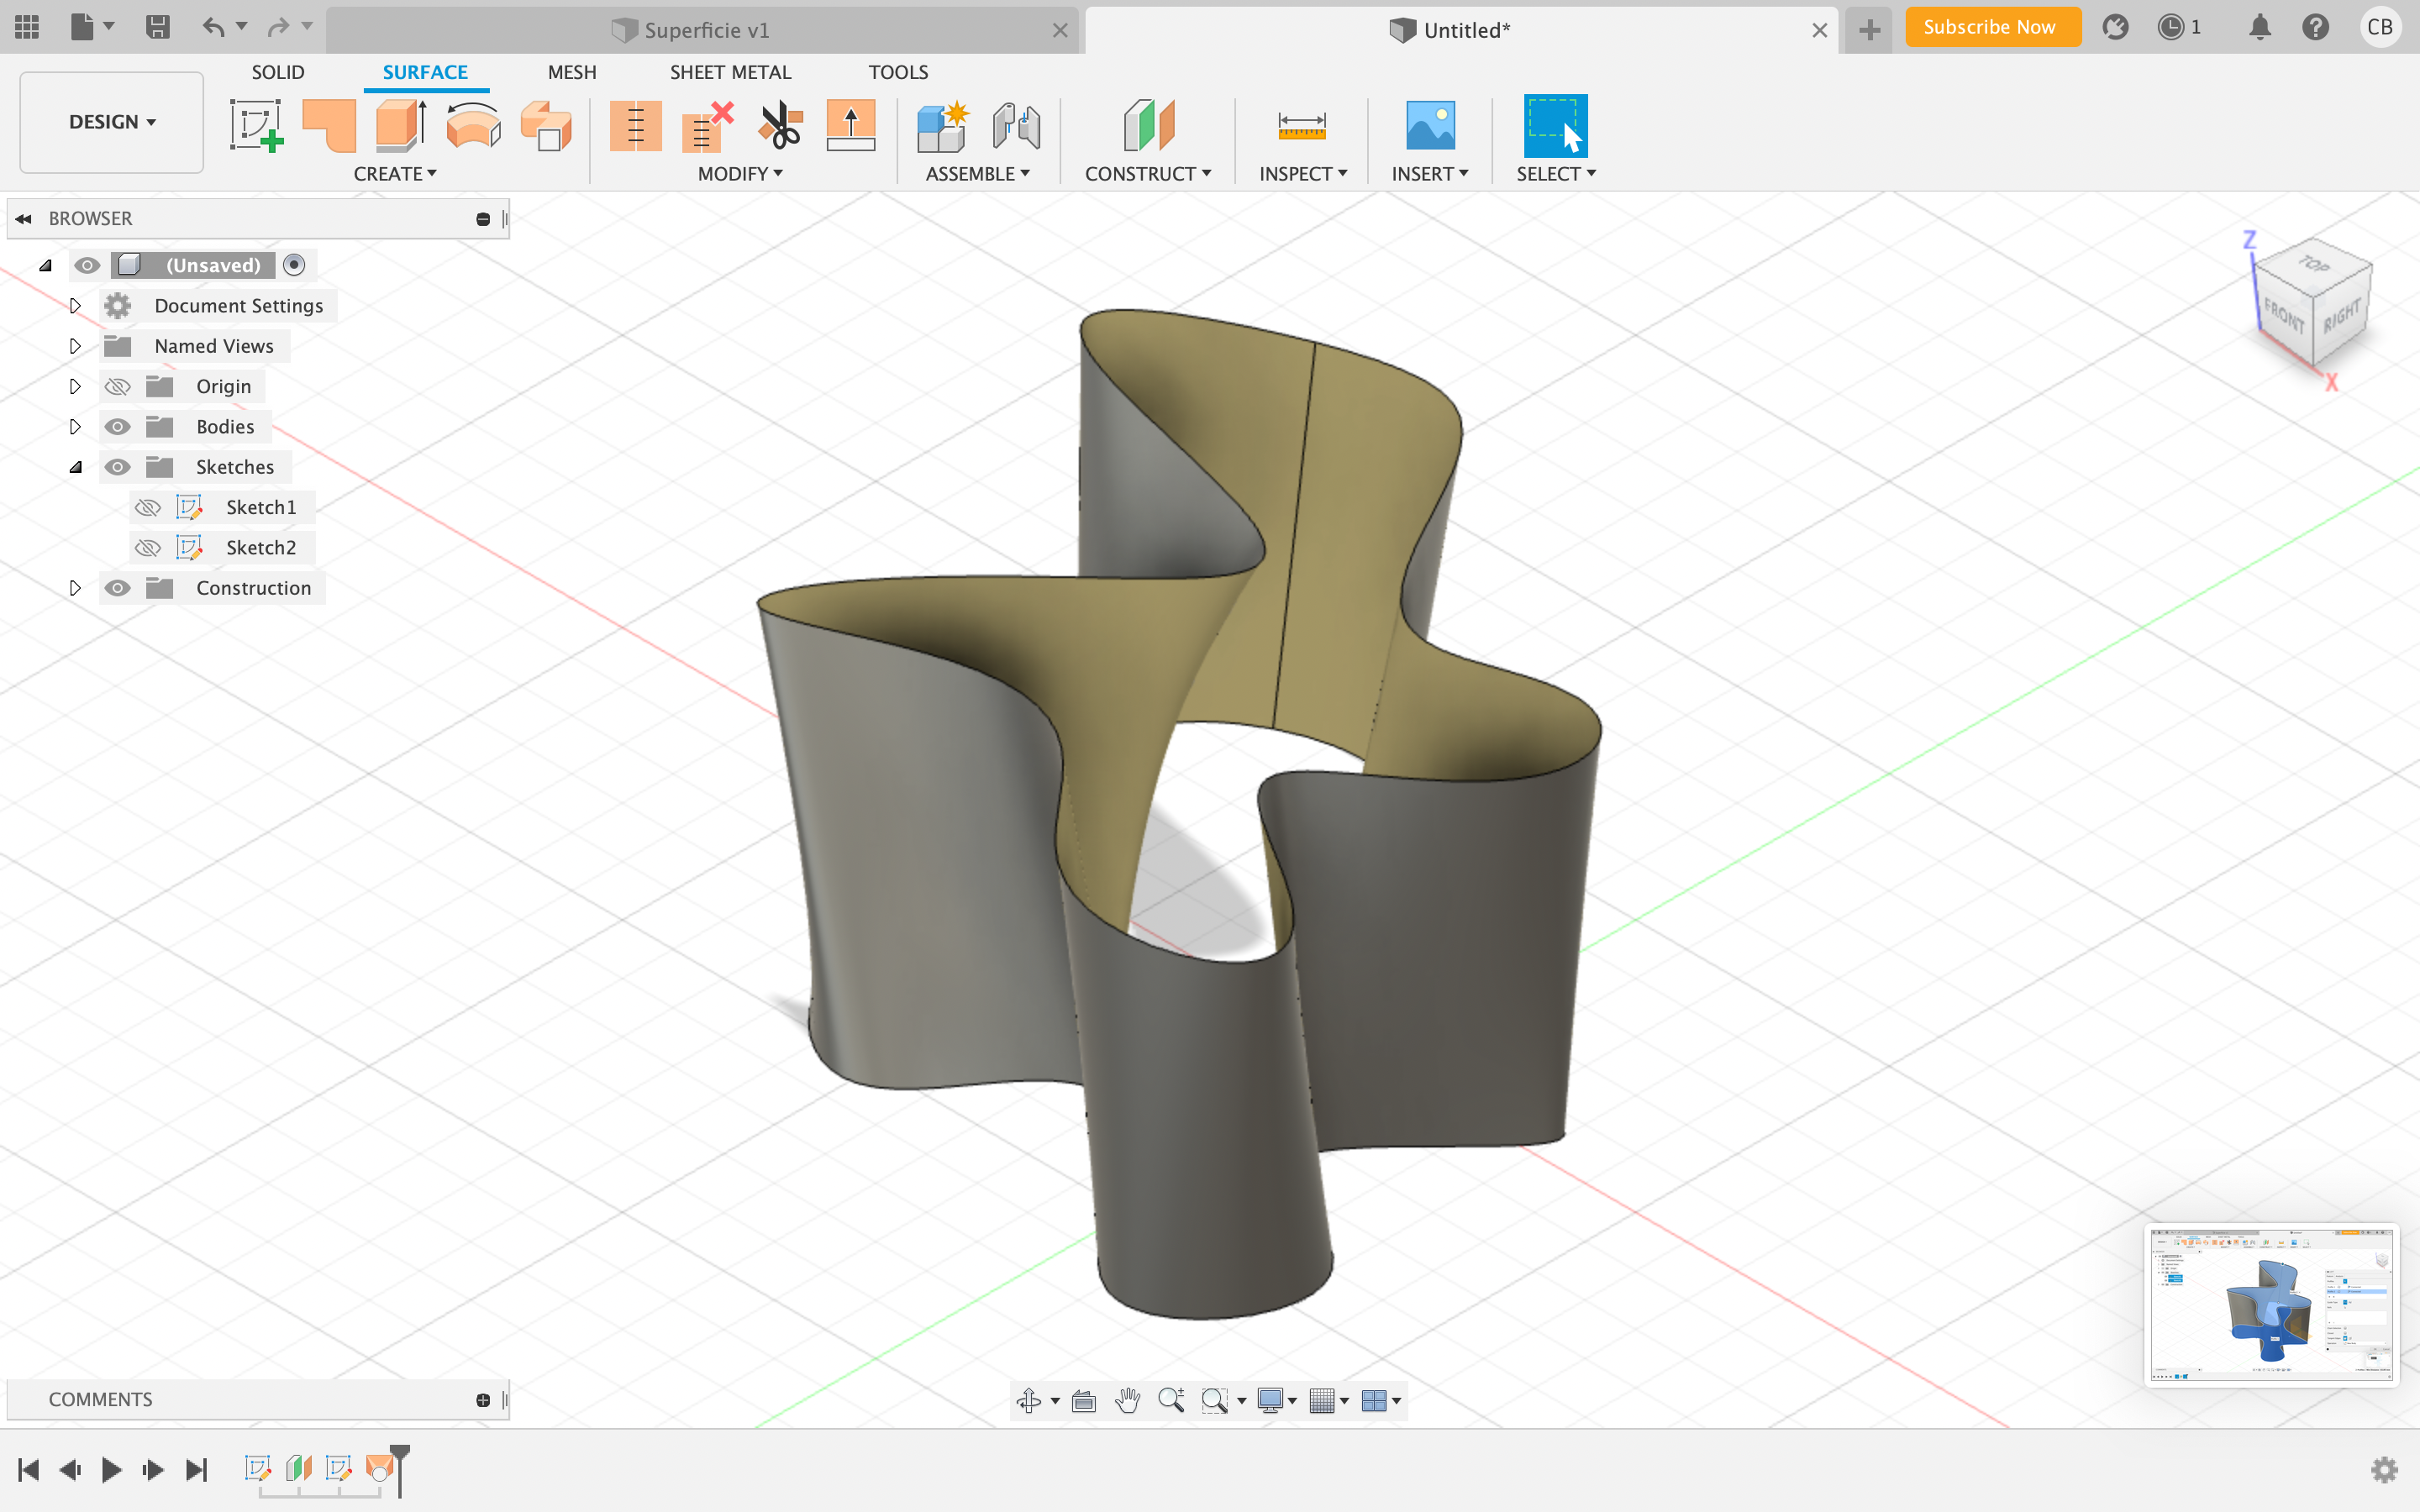 Superficie v1
Untitled*
Subscribe Now
1
CB
SOLID
SURFACE
MESH
SHEET METAL
TOOLS
DESIGN
CREATE
MODIFY
ASSEMBLE
CONSTRUCT
INSPECT
INSERT
SELECT
BROWSER
(Unsaved)
Document Settings
Named Views
Origin
Bodies
Sketches
Sketch1
Sketch2
Construction
Z
TOP
FRONT
RIGHT
X
COMMENTS